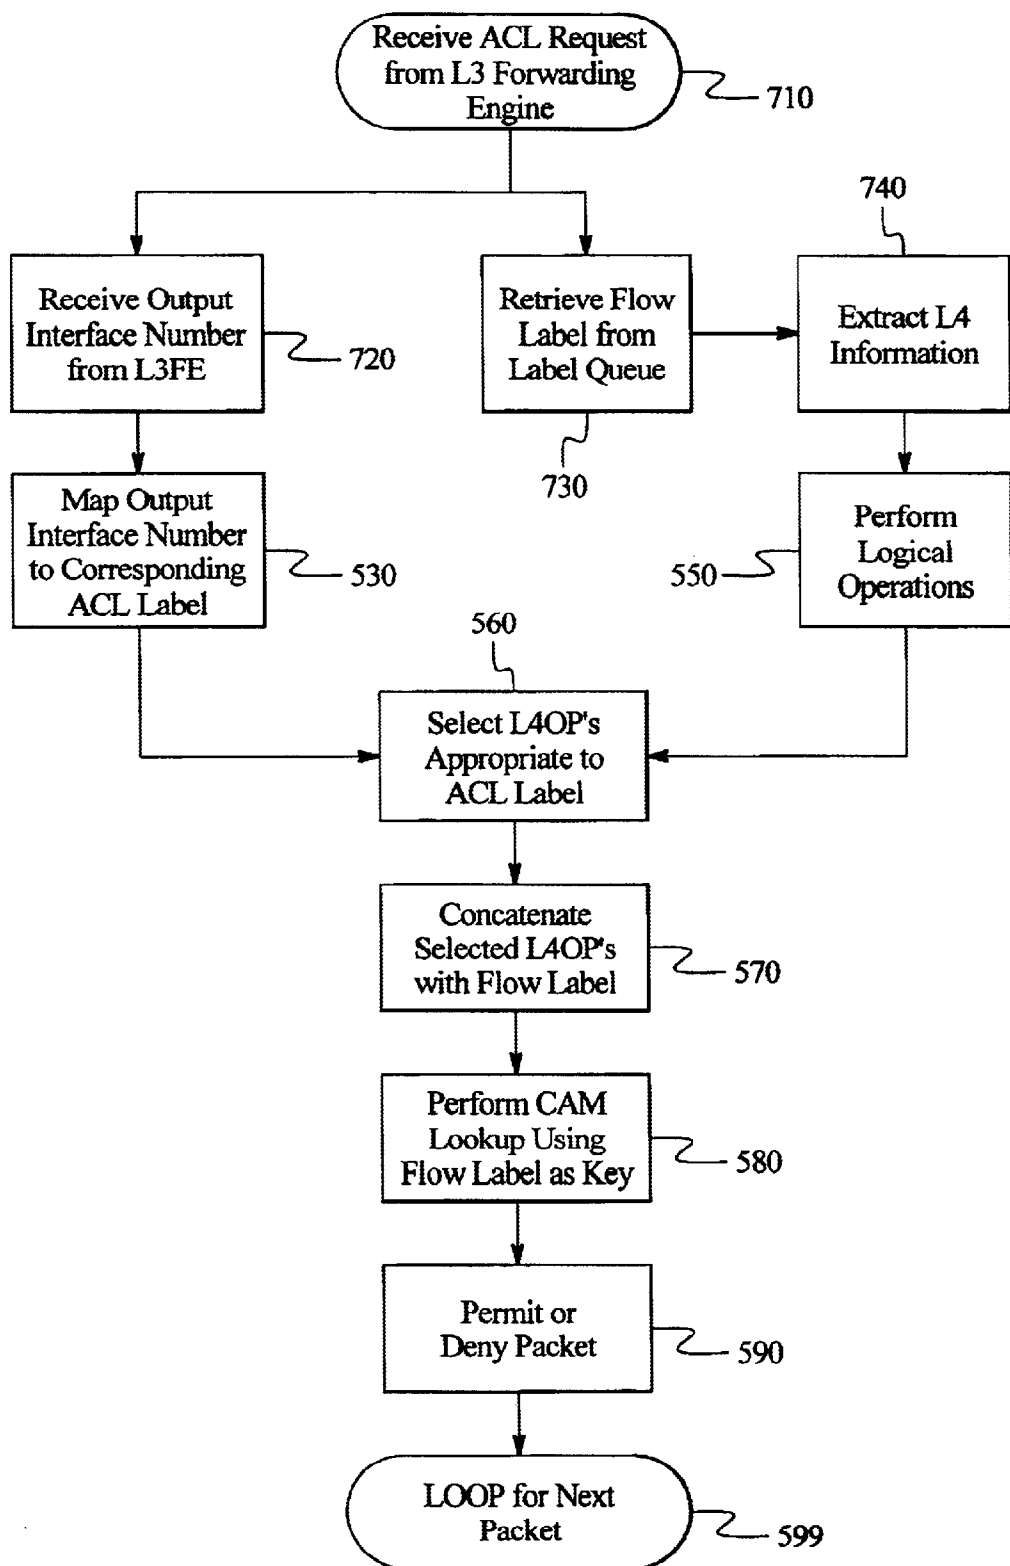 Receive ACL Request
from L3 Forwarding
Engine
710
740
Receive Output
Interface Number
from L3FE
720
Retrieve Flow
Label from
Label Queue
730
Extract L4
Information
Map Output
Interface Number
to Corresponding
ACL Label
530
550
Perform
Logical
Operations
560
Select L4OP's
Appropriate to
ACL Label
Concatenate
Selected L4OP's
with Flow Label
570
Perform CAM
Lookup Using
Flow Label as Key
580
Permit or
Deny Packet
590
LOOP for Next
Packet
599